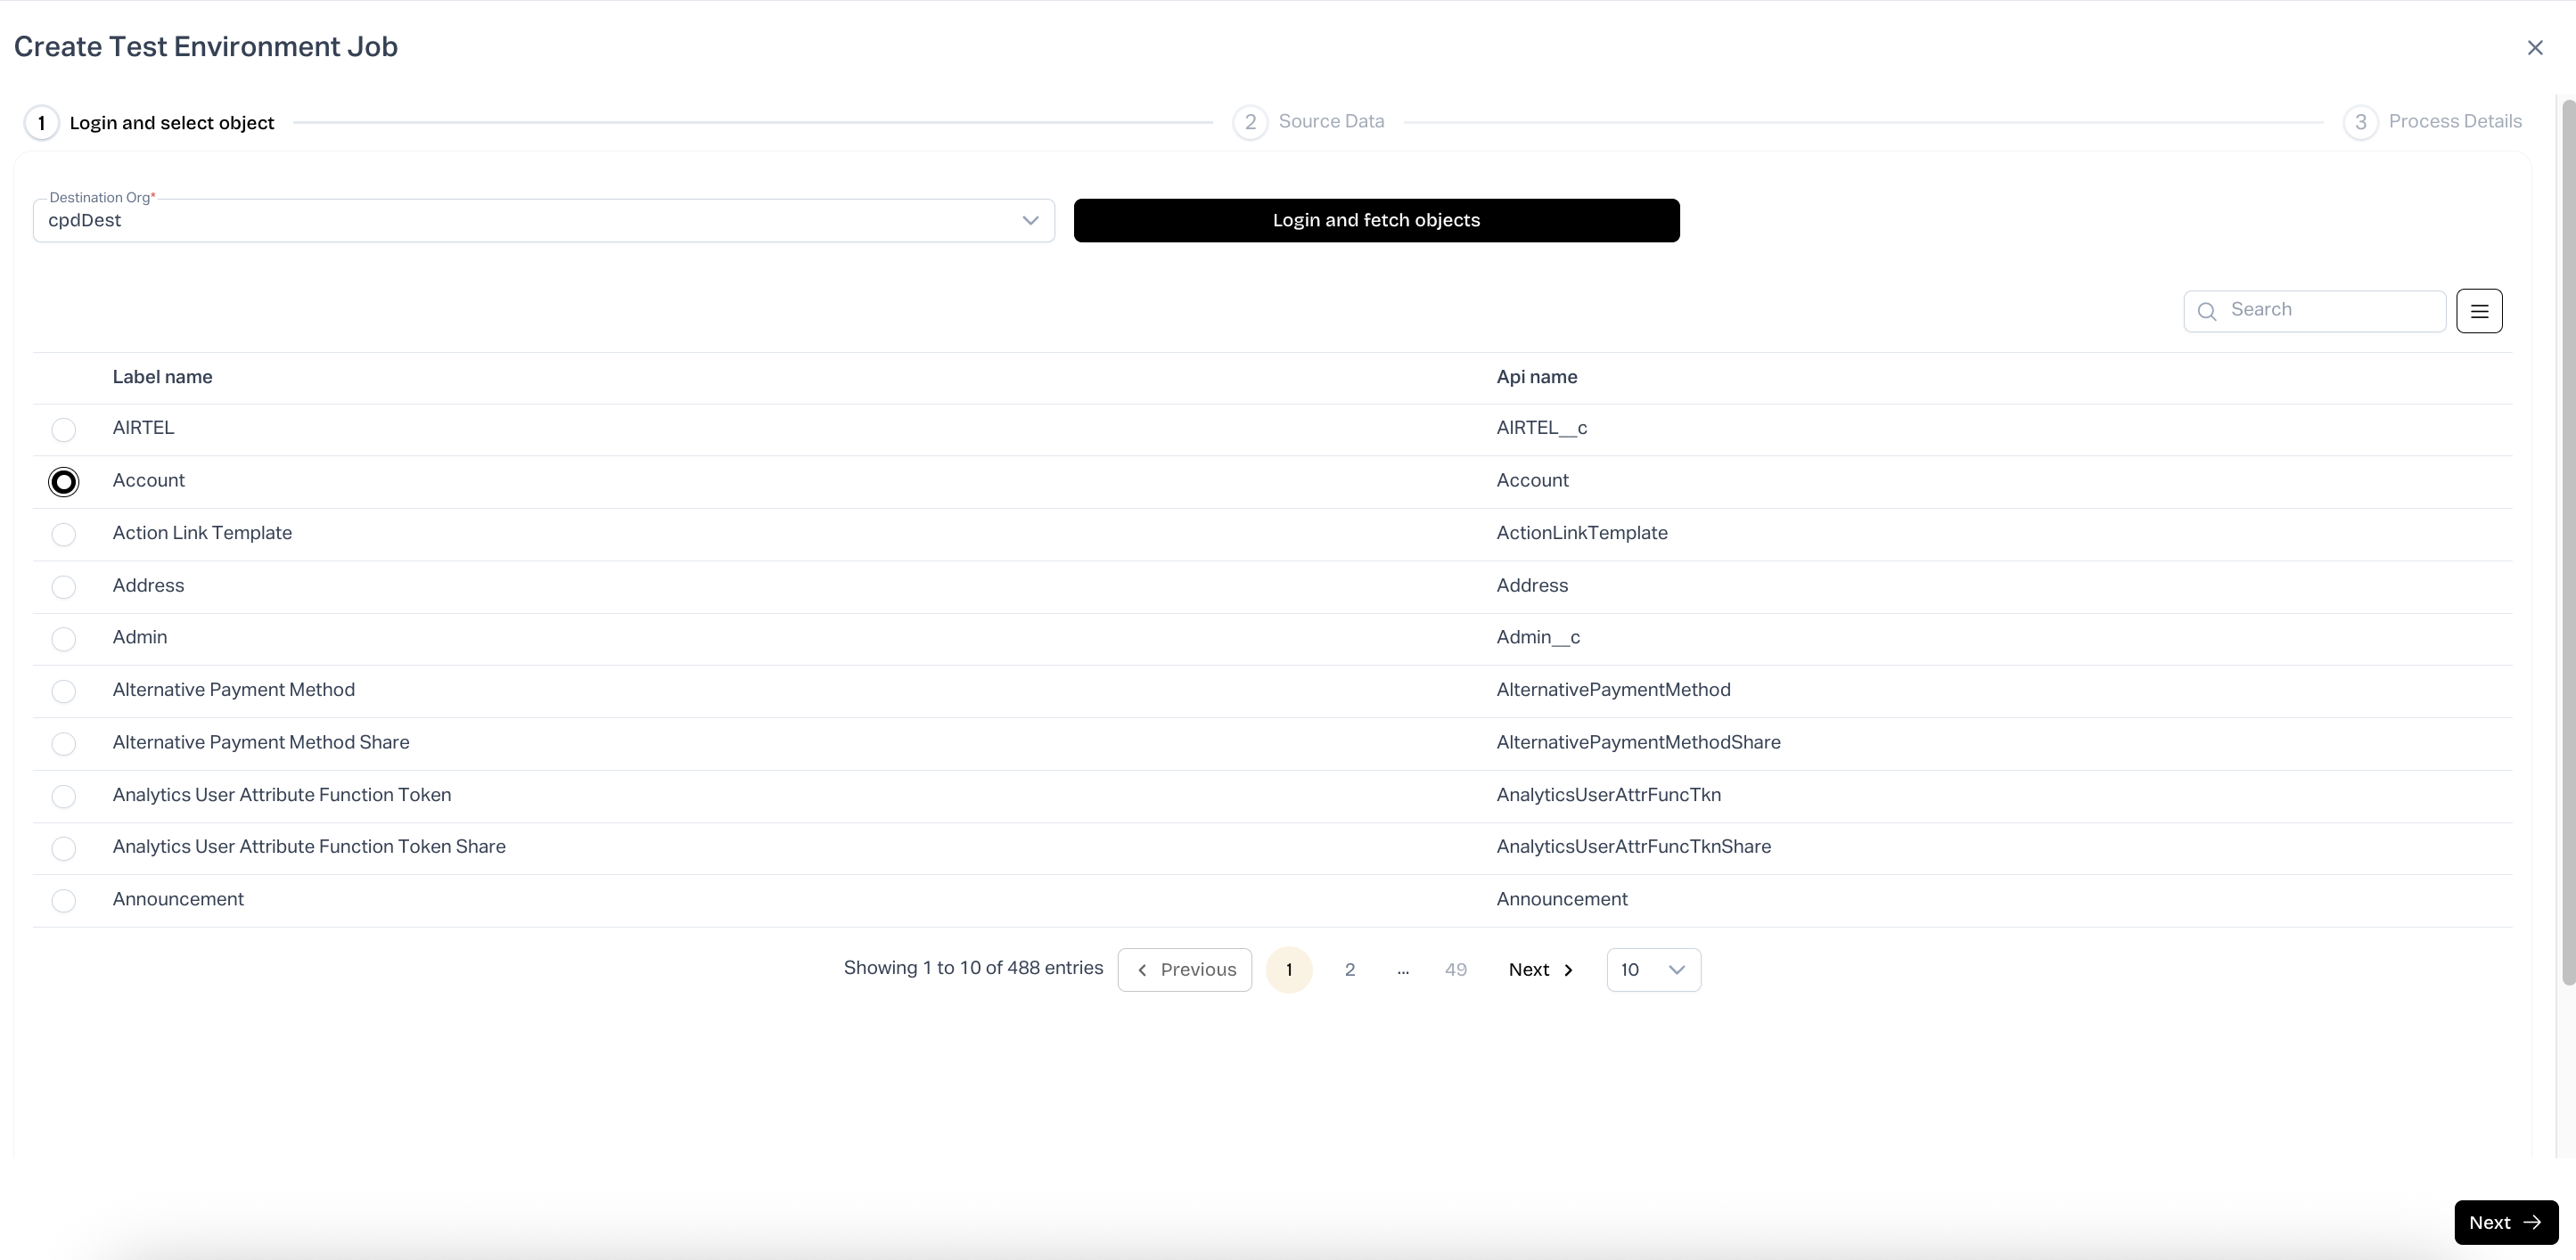 Create Test Environment Job
1 Login and select object 2 Source Data 3 Process Details
Destination Org*
cpdDest
Login and fetch objects
Search
Label name Api name
AIRTEL AIRTEL__c
Account Account
Action Link Template ActionLinkTemplate
Address Address
Admin Admin__c
Alternative Payment Method AlternativePaymentMethod
Alternative Payment Method Share AlternativePaymentMethodShare
Analytics User Attribute Function Token AnalyticsUserAttrFuncTkn
Analytics User Attribute Function Token Share AnalyticsUserAttrFuncTknShare
Announcement Announcement
Showing 1 to 10 of 488 entries Previous 1 2 ... 49 Next 10
Next